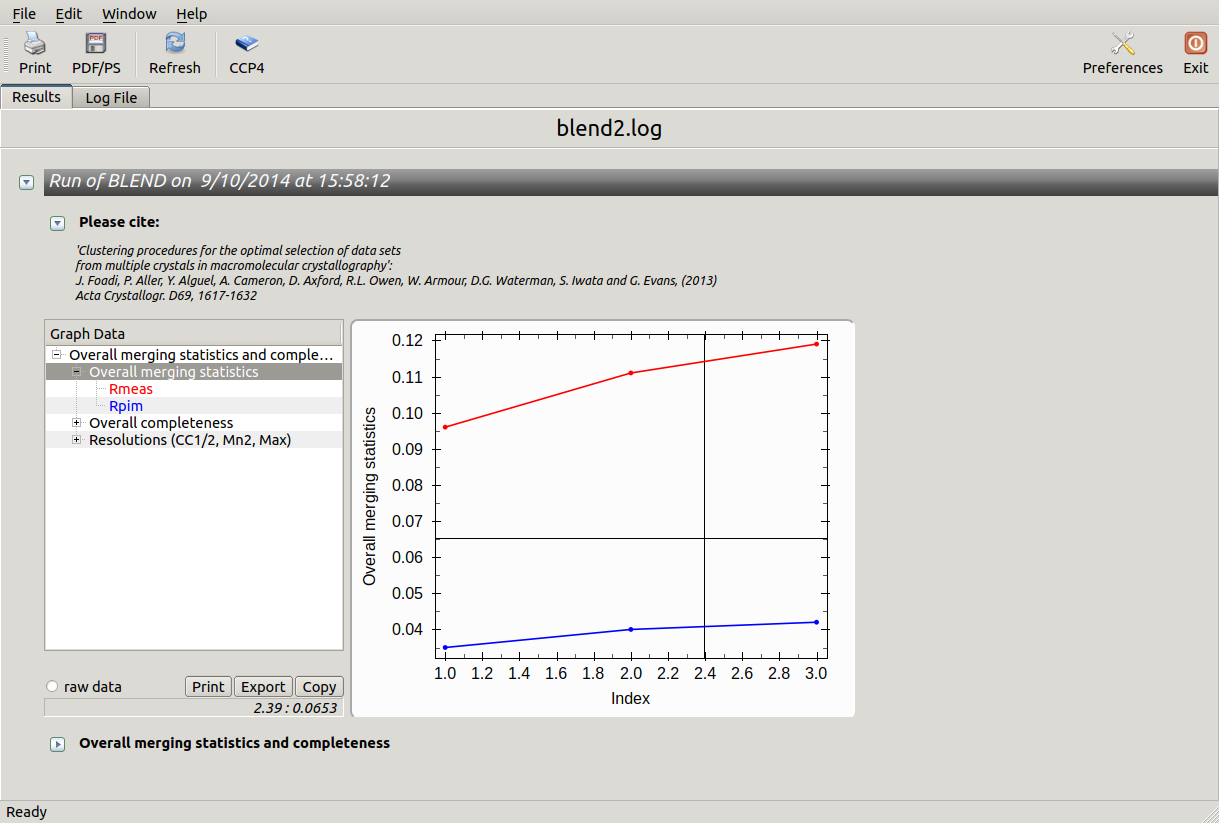 File Edit Window Help
Print PDF/PS Refresh CCP4 Preferences Exit
Results Log File
blend2.log
Run of BLEND on 9/10/2014 at 15:58:12
Please cite:
'Clustering procedures for the optimal selection of data sets
from multiple crystals in macromolecular crystallography':
J. Foadi, P. Aller, Y. Alguel, A. Cameron, D. Axford, R.L. Owen, W. Armour, D.G. Waterman, S. Iwata and G. Evans, (2013)
Acta Crystallogr. D69, 1617-1632
Graph Data
Overall merging statistics and comple...
Overall merging statistics
Rmeas
Rpim
Overall completeness
Resolutions (CC1/2, Mn2, Max)
raw data Print Export Copy
2.39 : 0.0653
Overall merging statistics
0.12
0.11
0.10
0.09
0.08
0.07
0.06
0.05
0.04
1.0 1.2 1.4 1.6 1.8 2.0 2.2 2.4 2.6 2.8 3.0
Index
Overall merging statistics and completeness
Ready